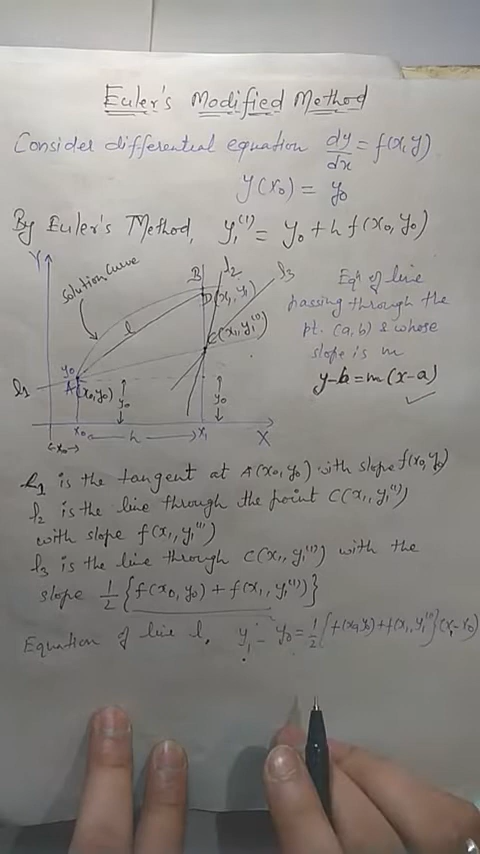 Euler's Modified Method
Consider differential equation dy/dx = f(x, y)
y(x₀) = y₀
By Euler's Method, y₁⁽¹⁾ = y₀ + h f(x₀, y₀)
Y
Solution curve
B
l₂
l₃
D(x₁, y₁)
l
C(x₁, y₁⁽¹⁾)
y₀
A(x₀, y₀)
l₁
y₀
y₀
x₀
h
x₁
X
x₀
Eqⁿ of line
passing through the
pt. (a, b) & whose
slope is m
y-b = m(x-a)
l₁ is the tangent at A(x₀, y₀) with slope f(x₀, y₀)
l₂ is the line through the point C(x₁, y₁⁽¹⁾)
with slope f(x₁, y₁⁽¹⁾)
l₃ is the line through C(x₁, y₁⁽¹⁾) with the
slope 1/2 {f(x₀, y₀) + f(x₁, y₁⁽¹⁾)}
Equation of line l, y₁ - y₀ = 1/2 {f(x₀, y₀) + f(x₁, y₁⁽¹⁾)}(x₁ - x₀)